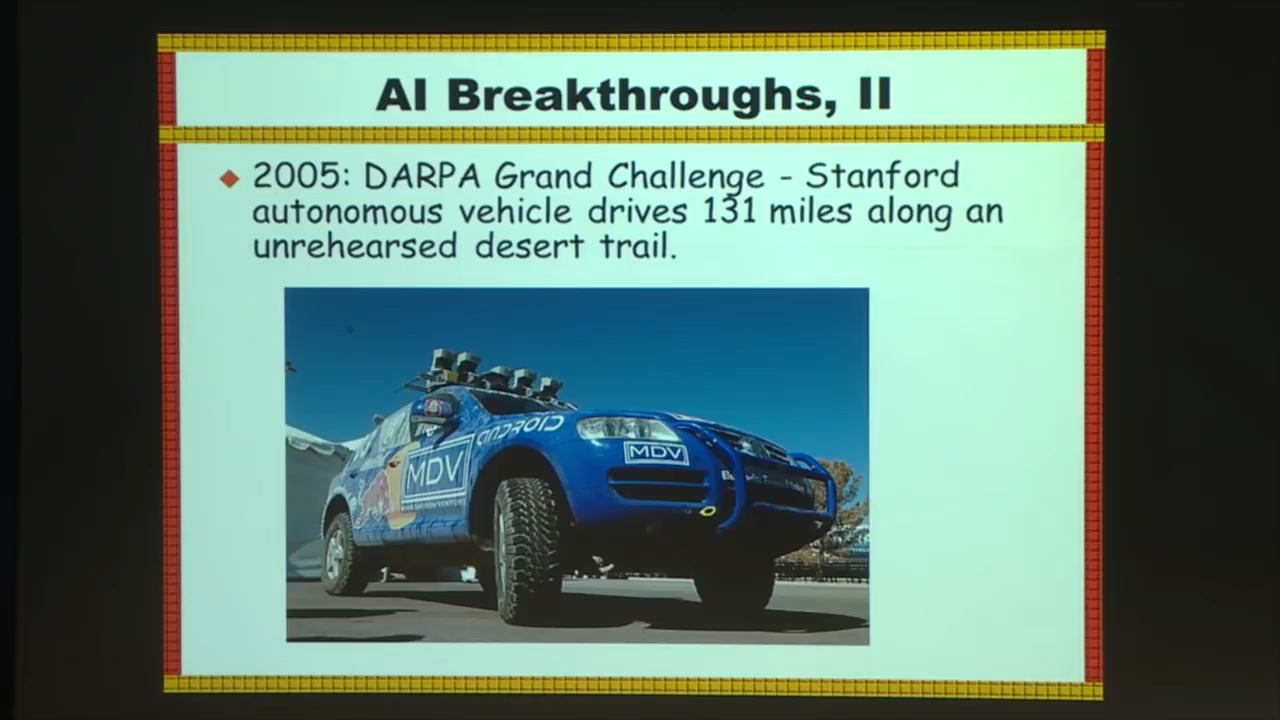 AI Breakthroughs, II
2005: DARPA Grand Challenge - Stanford
autonomous vehicle drives 131 miles along an
unrehearsed desert trail.
ANDROID
MDV
MDV